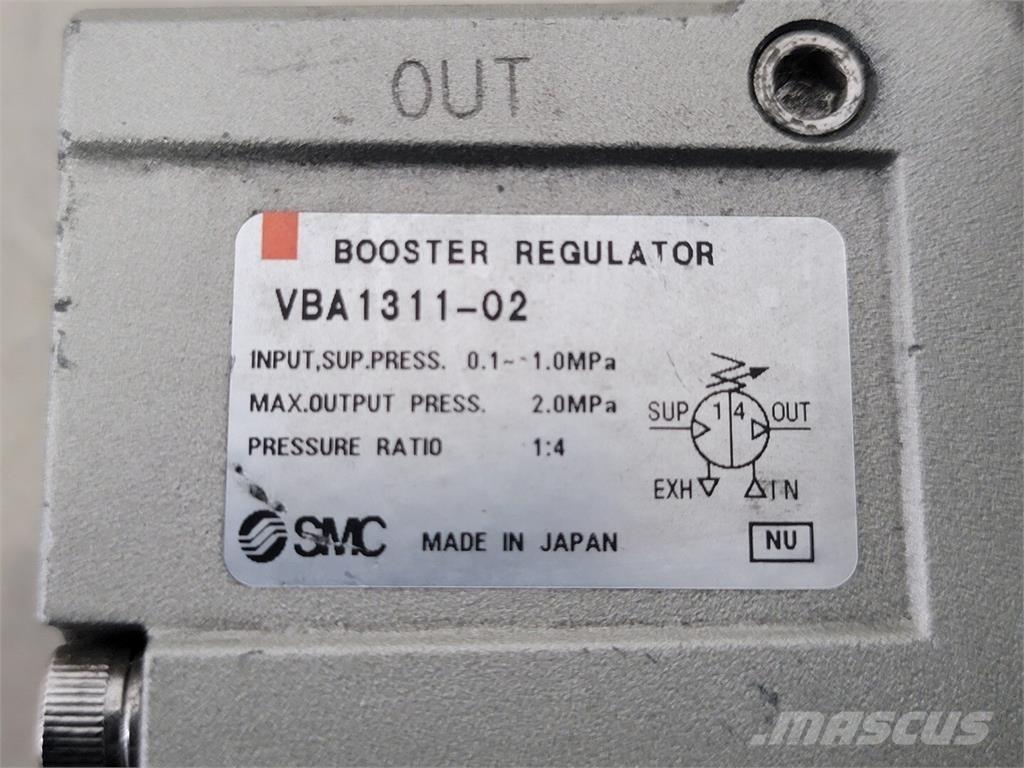 OUT
BOOSTER REGULATOR
VBA1311-02
INPUT,SUP.PRESS. 0.1~1.0MPa
MAX.OUTPUT PRESS. 2.0MPa
PRESSURE RATIO 1:4
SUP 1 4 OUT
EXH IN
SMC MADE IN JAPAN NU
MASCUS